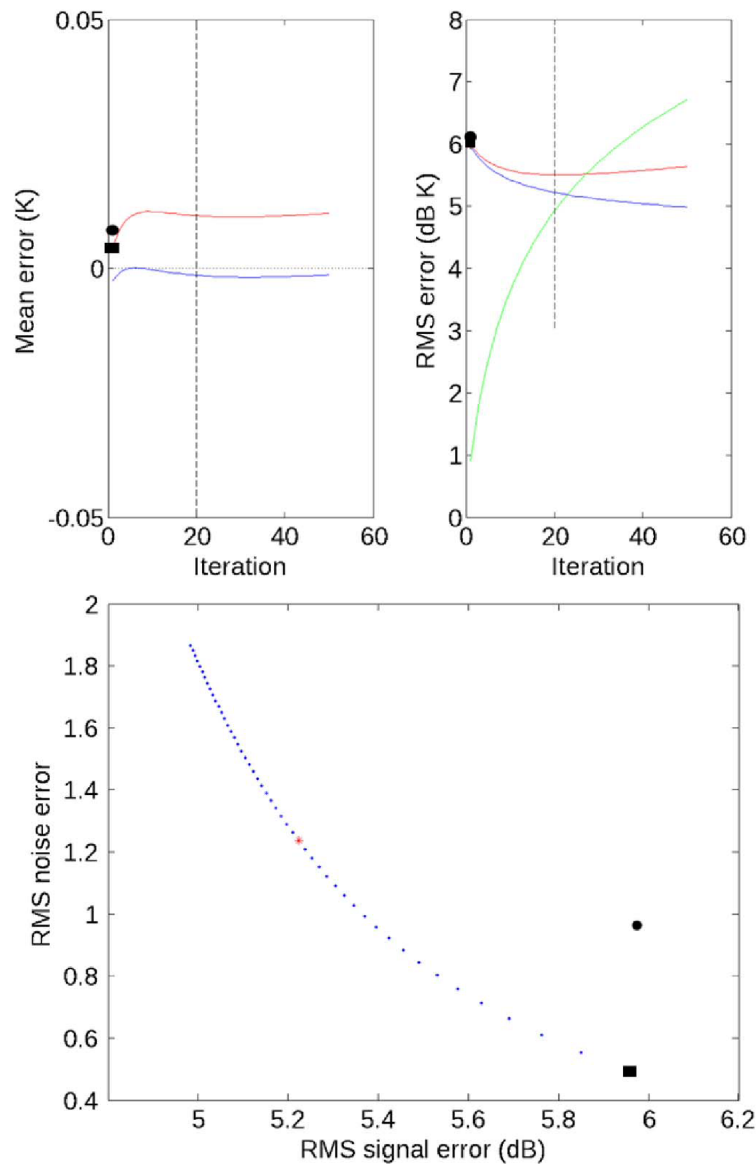 0.05
0
-0.05
Mean error (K)
0 20 40 60
Iteration
8
7
6
5
4
3
2
1
0
RMS error (dB K)
0 20 40 60
Iteration
2
1.8
1.6
1.4
1.2
1
0.8
0.6
0.4
RMS noise error
5 5.2 5.4 5.6 5.8 6 6.2
RMS signal error (dB)